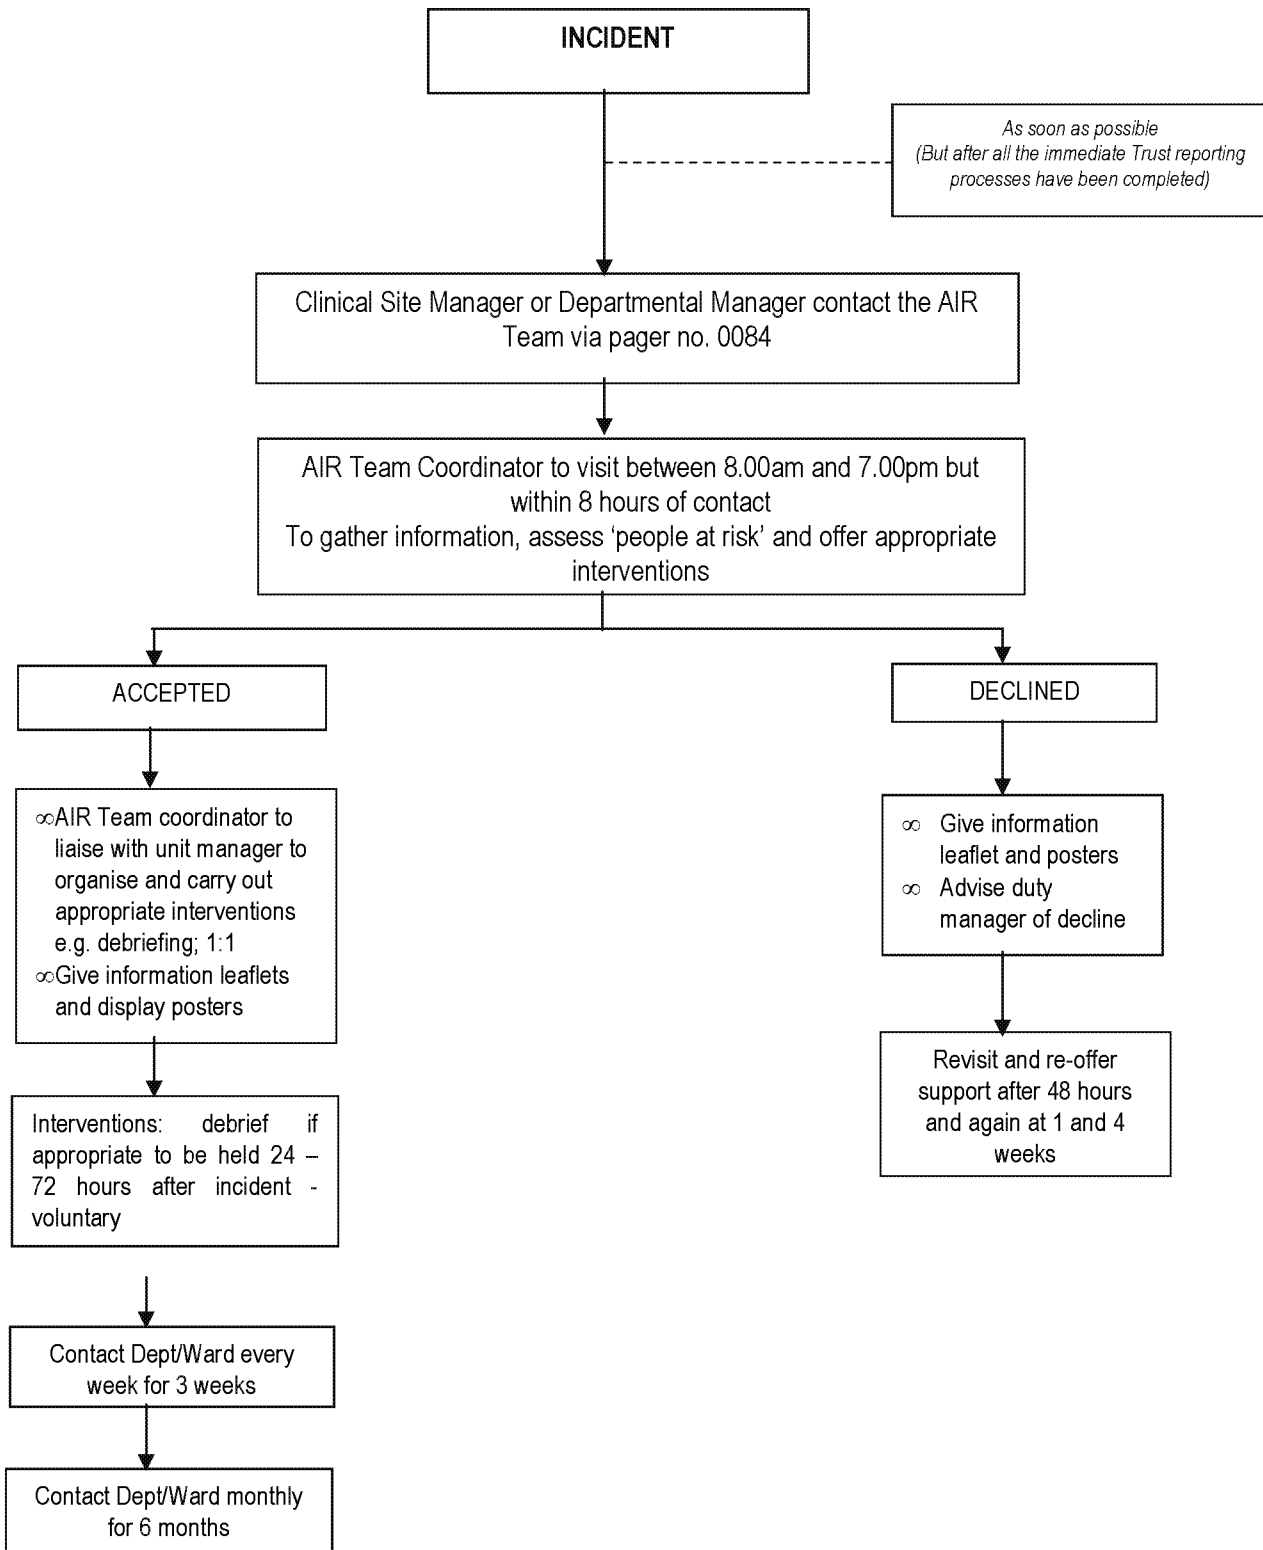 INCIDENT
As soon as possible
(But after all the immediate Trust reporting
processes have been completed)
Clinical Site Manager or Departmental Manager contact the AIR
Team via pager no. 0084
AIR Team Coordinator to visit between 8.00am and 7.00pm but
within 8 hours of contact
To gather information, assess ‘people at risk’ and offer appropriate
interventions
ACCEPTED
∞AIR Team coordinator to
liaise with unit manager to
organise and carry out
appropriate interventions
e.g. debriefing; 1:1
∞Give information leaflets
and display posters
Interventions: debrief if
appropriate to be held 24 –
72 hours after incident -
voluntary
Contact Dept/Ward every
week for 3 weeks
Contact Dept/Ward monthly
for 6 months
DECLINED
∞ Give information
leaflet and posters
∞ Advise duty
manager of decline
Revisit and re-offer
support after 48 hours
and again at 1 and 4
weeks